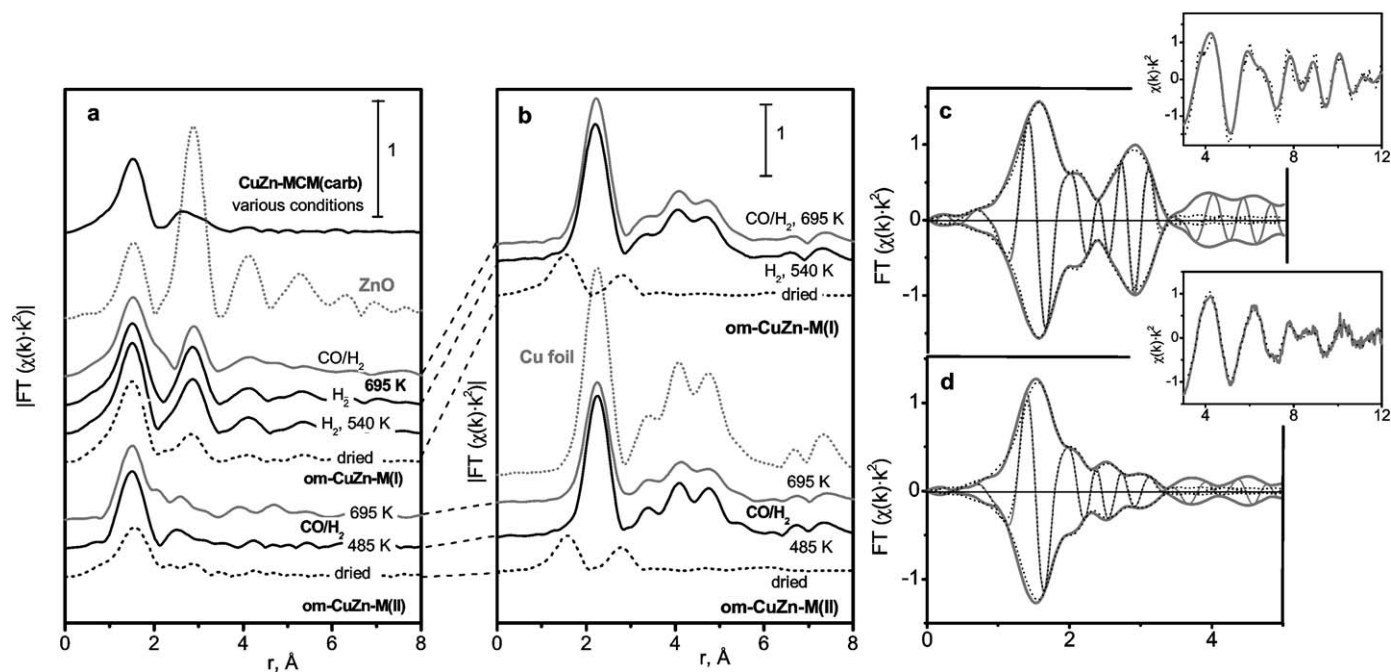 a
1
CuZn-MCM(carb)
various conditions
ZnO
CO/H2
695 K
H2
H2, 540 K
dried
om-CuZn-M(I)
695 K
CO/H2
485 K
dried
om-CuZn-M(II)
|FT (χ(k)·k²)|
0 2 4 6 8
r, Å
b
1
CO/H2, 695 K
H2, 540 K
dried
om-CuZn-M(I)
Cu foil
695 K
CO/H2
485 K
dried
om-CuZn-M(II)
|FT (χ(k)·k²)|
0 2 4 6 8
r, Å
c
1
0
-1
FT (χ(k)·k²)
χ(k)·k²
1
0
-1
4 8 12
d
1
0
-1
FT (χ(k)·k²)
0 2 4
χ(k)·k²
1
0
-1
4 8 12